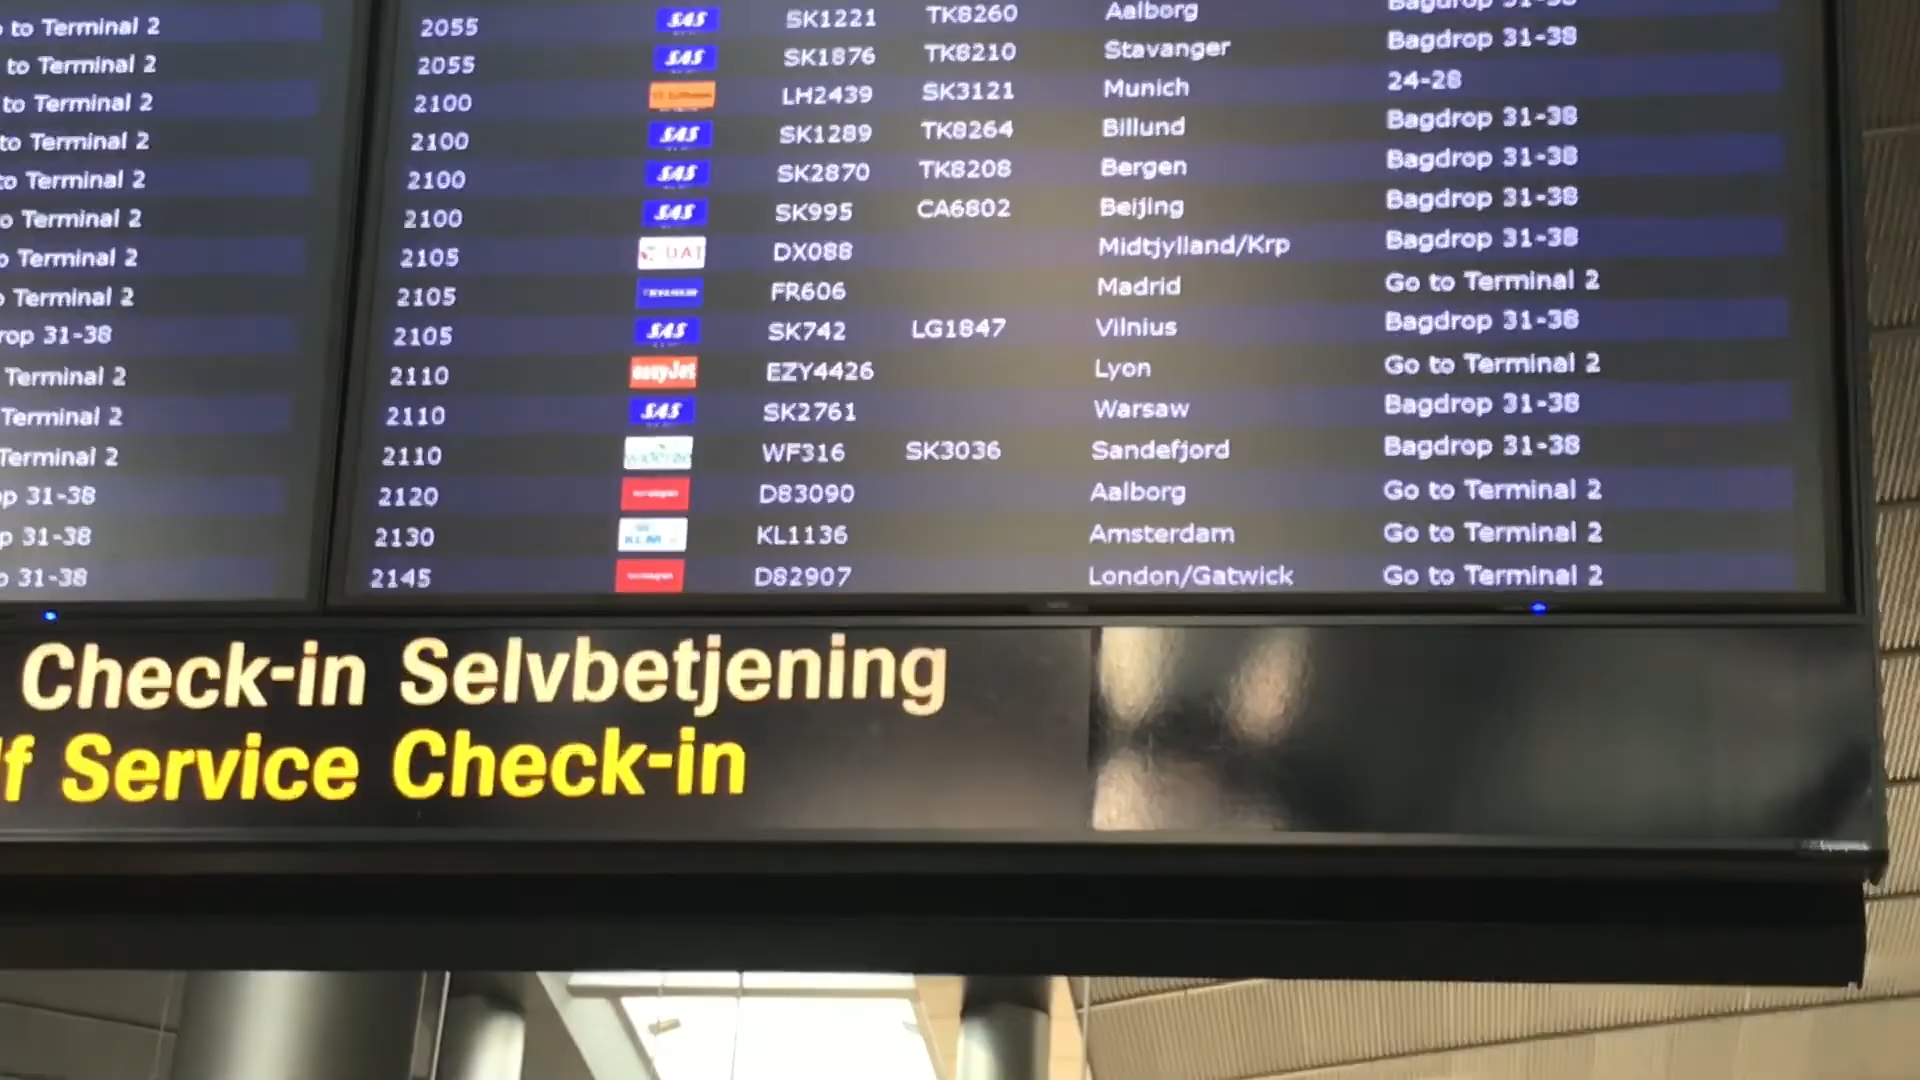 to Terminal 2
to Terminal 2
to Terminal 2
to Terminal 2
to Terminal 2
Terminal 2
Terminal 2
Terminal 2
31-38
Terminal 2
Terminal 2
Terminal 2
31-38
31-38
31-38
2055 SAS SK1221 TK8260 Aalborg Bagdrop 31-38
2055 SAS SK1876 TK8210 Stavanger Bagdrop 31-38
2100 LH2439 SK3121 Munich 24-28
2100 SAS SK1289 TK8264 Billund Bagdrop 31-38
2100 SAS SK2870 TK8208 Bergen Bagdrop 31-38
2100 SAS SK995 CA6802 Beijing Bagdrop 31-38
2105 DAT DX088 Midtjylland/Krp Bagdrop 31-38
2105 FR606 Madrid Go to Terminal 2
2105 SAS SK742 LG1847 Vilnius Bagdrop 31-38
2110 easyJet EZY4426 Lyon Go to Terminal 2
2110 SAS SK2761 Warsaw Bagdrop 31-38
2110 widerøe WF316 SK3036 Sandefjord Bagdrop 31-38
2120 D83090 Aalborg Go to Terminal 2
2130 KLM KL1136 Amsterdam Go to Terminal 2
2145 D82907 London/Gatwick Go to Terminal 2
Check-in Selvbetjening
lf Service Check-in